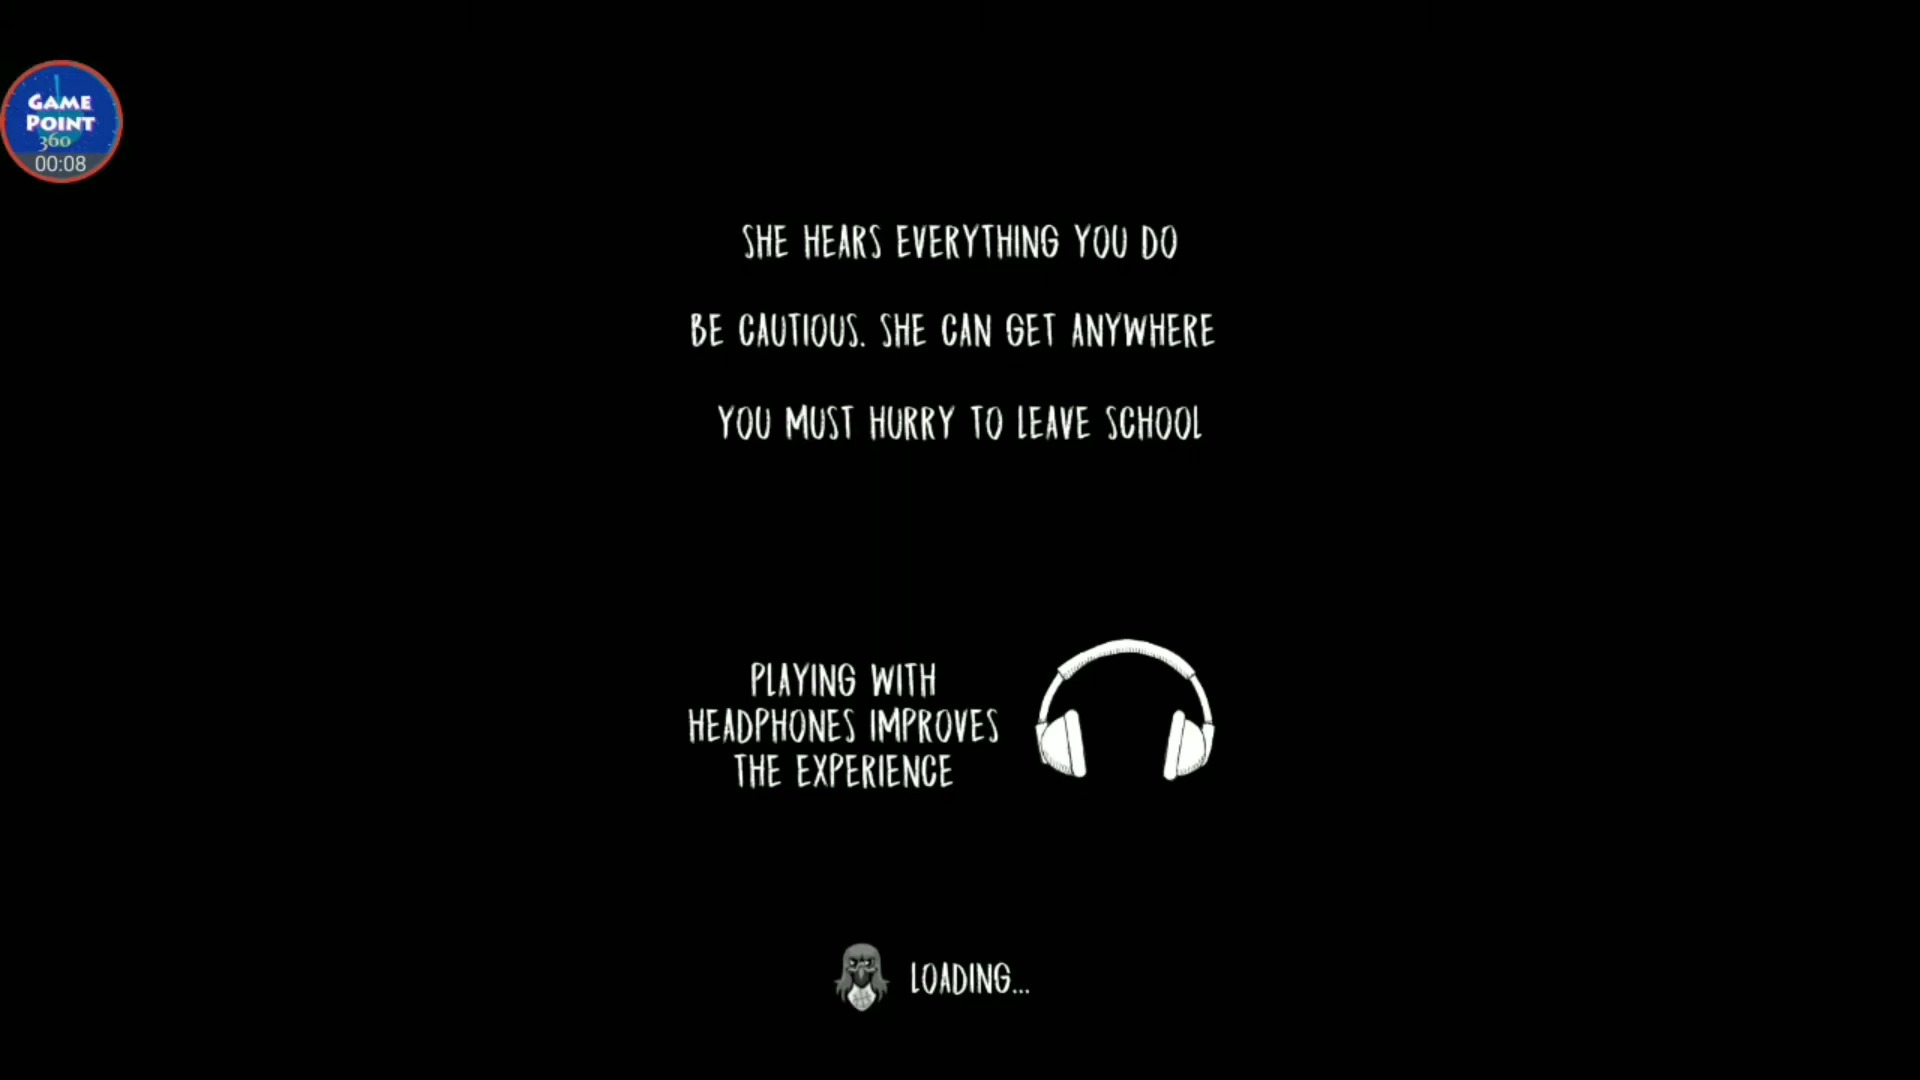 GAME
POINT
360
00:08
SHE HEARS EVERYTHING YOU DO
BE CAUTIOUS. SHE CAN GET ANYWHERE
YOU MUST HURRY TO LEAVE SCHOOL
PLAYING WITH
HEADPHONES IMPROVES
THE EXPERIENCE
LOADING...